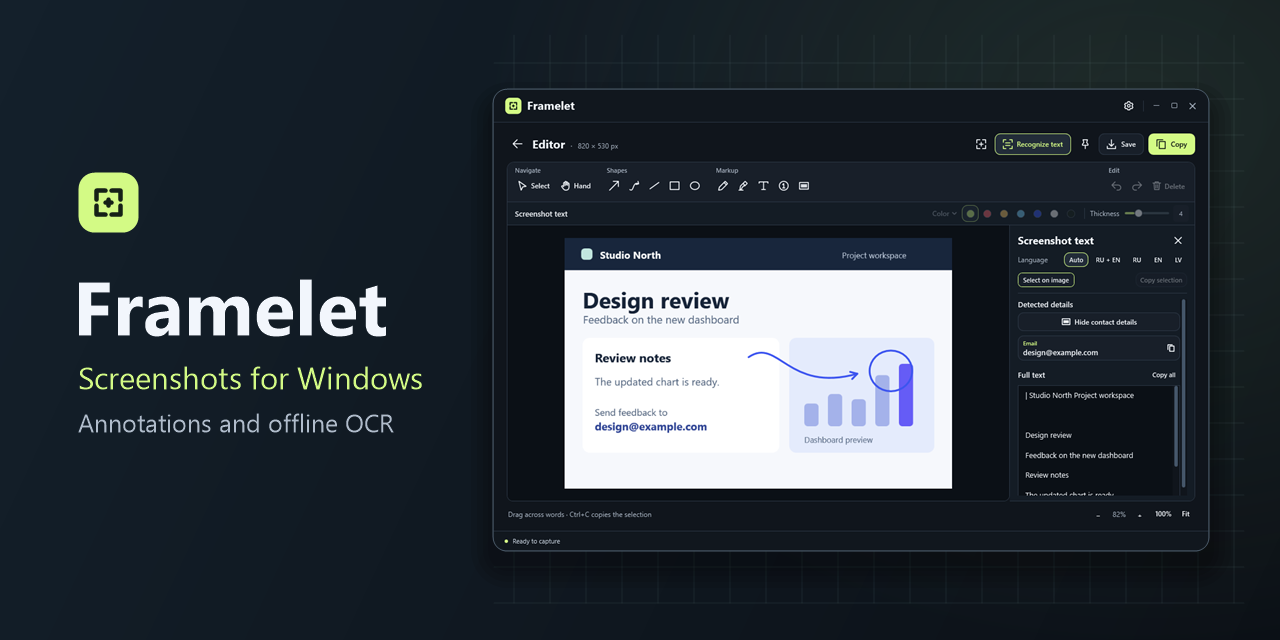 Framelet
Screenshots for Windows
Annotations and offline OCR
Framelet
Editor · 820 × 530 px
Recognize text
Save
Copy
Navigate
Shapes
Markup
Edit
Select
Hand
Delete
Screenshot text
Color
Thickness
4
Studio North
Project workspace
Design review
Feedback on the new dashboard
Review notes
The updated chart is ready.
Send feedback to
design@example.com
Dashboard preview
Screenshot text
Language
Auto
RU + EN
RU
EN
LV
Select on image
Copy selection
Detected details
Hide contact details
Email
design@example.com
Full text
Copy all
| Studio North Project workspace
Design review
Feedback on the new dashboard
Review notes
The updated chart is ready.
Drag across words · Ctrl+C copies the selection
82%
100%
Fit
Ready to capture